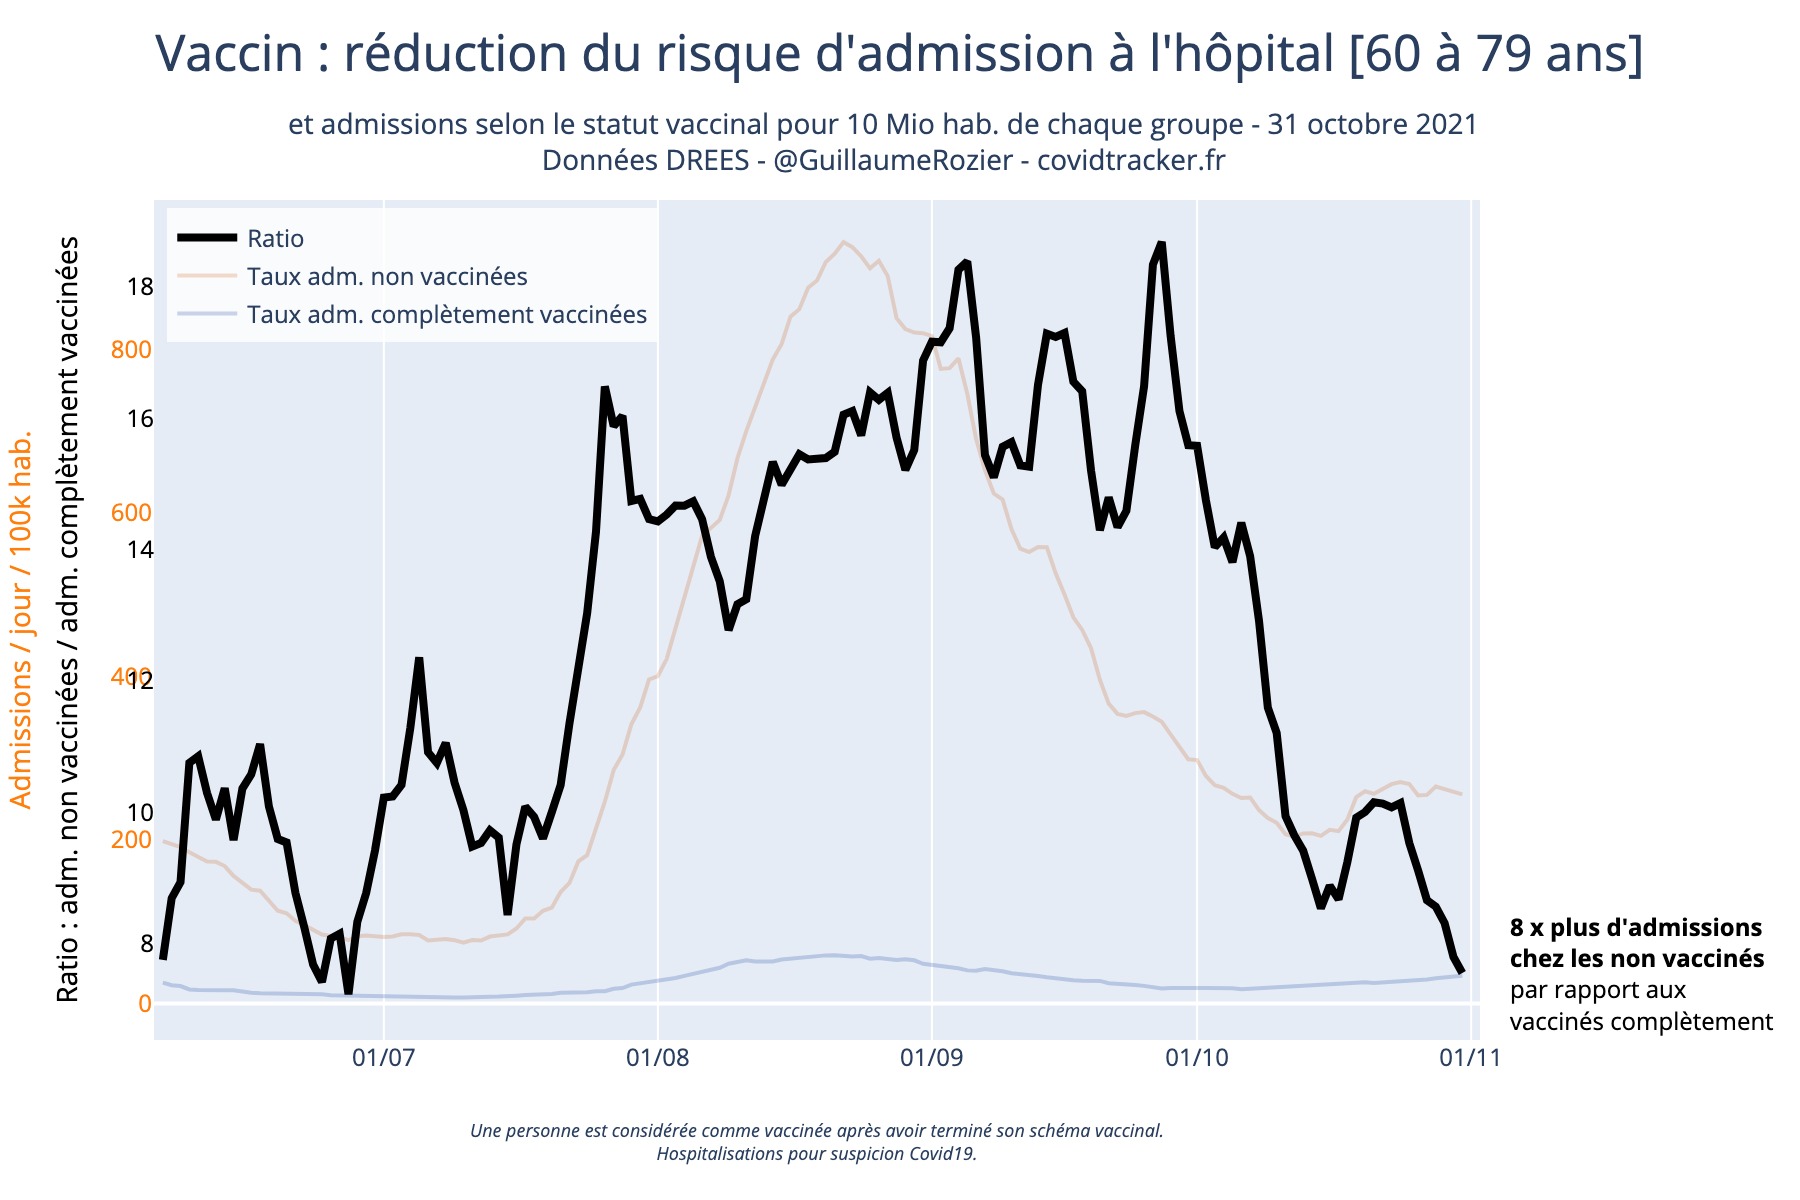 Vaccin : réduction du risque d'admission à l'hôpital [60 à 79 ans]
et admissions selon le statut vaccinal pour 10 Mio hab. de chaque groupe - 31 octobre 2021
Données DREES - @GuillaumeRozier - covidtracker.fr
Ratio
Taux adm. non vaccinées
Taux adm. complètement vaccinées
Admissions / jour / 100k hab.
Ratio : adm. non vaccinées / adm. complètement vaccinées
18
800
16
600
14
400
12
10
200
8
0
01/07
01/08
01/09
01/10
01/11
8 x plus d'admissions
chez les non vaccinés
par rapport aux
vaccinés complètement
Une personne est considérée comme vaccinée après avoir terminé son schéma vaccinal.
Hospitalisations pour suspicion Covid19.